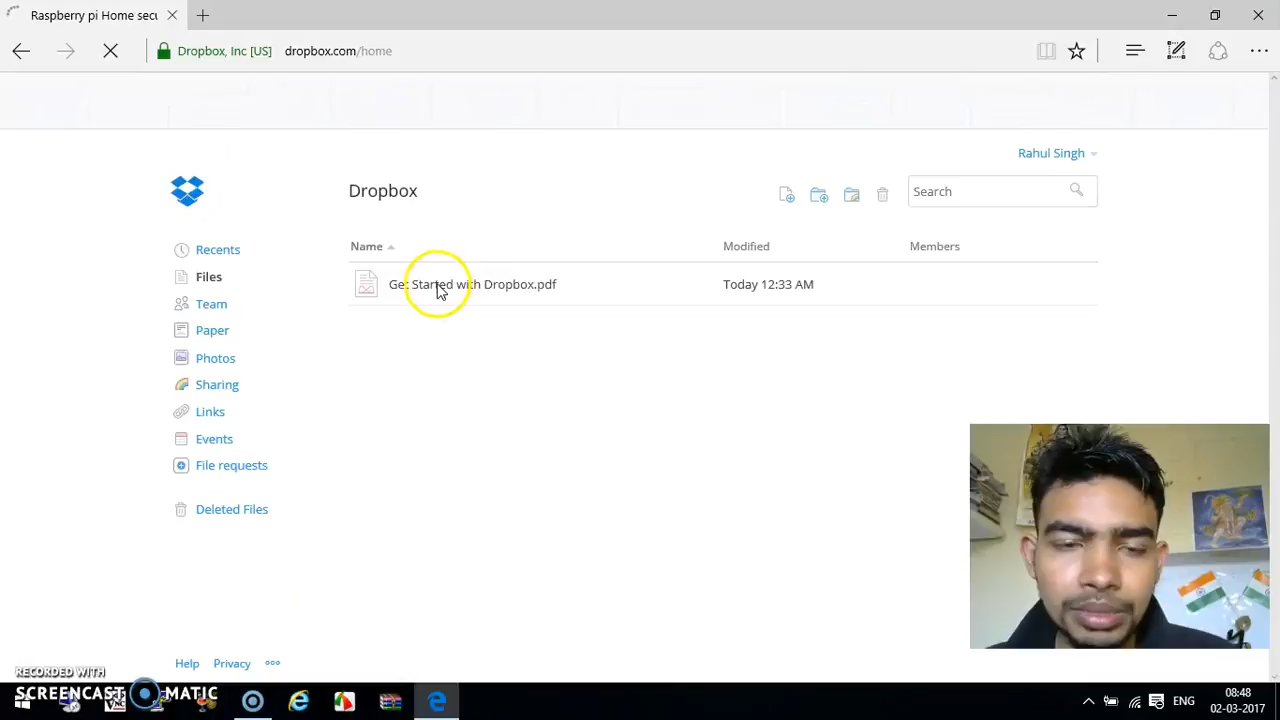 Raspberry pi Home secu
Dropbox, Inc [US] dropbox.com/home
Rahul Singh
Dropbox
Search
Name Modified Members
Get Started with Dropbox.pdf Today 12:33 AM
Recents
Files
Team
Paper
Photos
Sharing
Links
Events
File requests
Deleted Files
Help Privacy
RECORDED WITH
SCREENCAST MATIC
ENG
08:48
02-03-2017